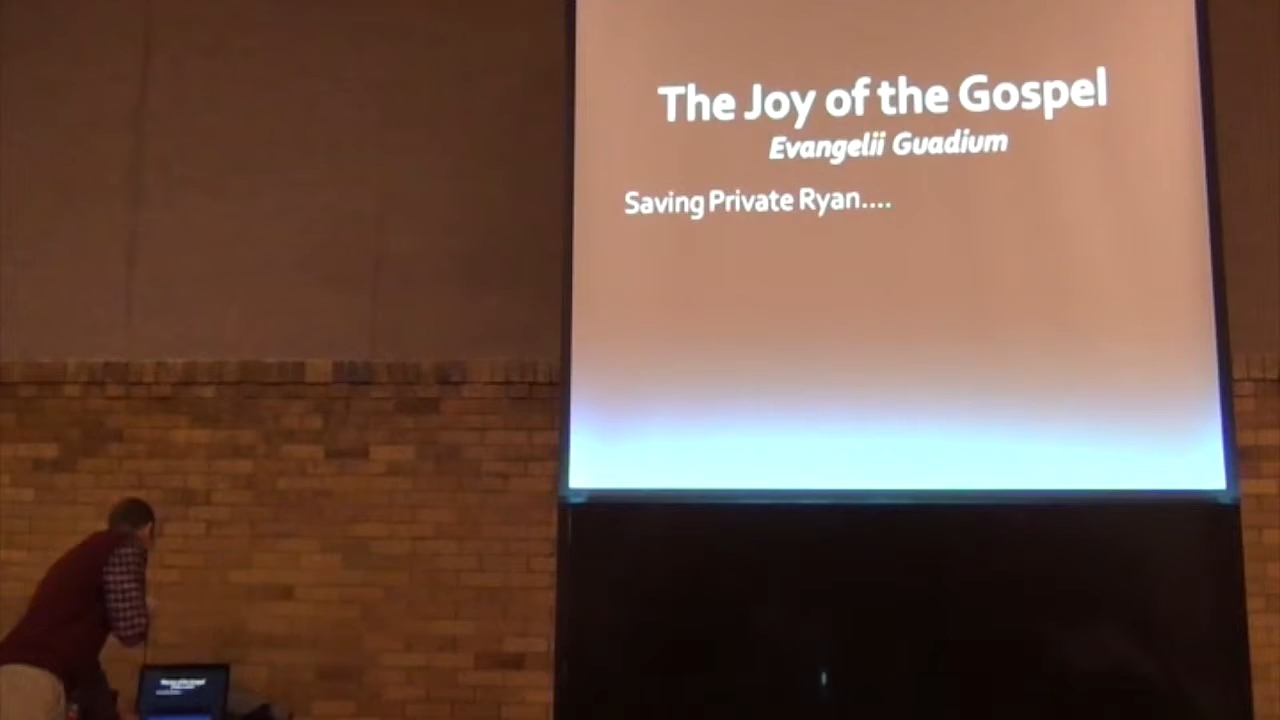 The Joy of the Gospel
Evangelii Guadium
Saving Private Ryan....